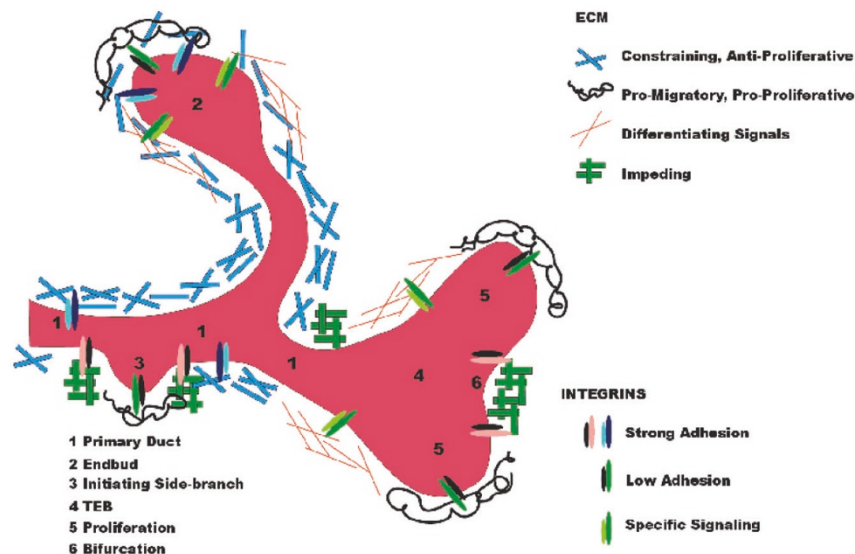 ECM
Constraining, Anti-Proliferative
Pro-Migratory, Pro-Proliferative
Differentiating Signals
Impeding
2
5
1
1
1
3
4
6
5
INTEGRINS
Strong Adhesion
Low Adhesion
Specific Signaling
1 Primary Duct
2 Endbud
3 Initiating Side-branch
4 TEB
5 Proliferation
6 Bifurcation